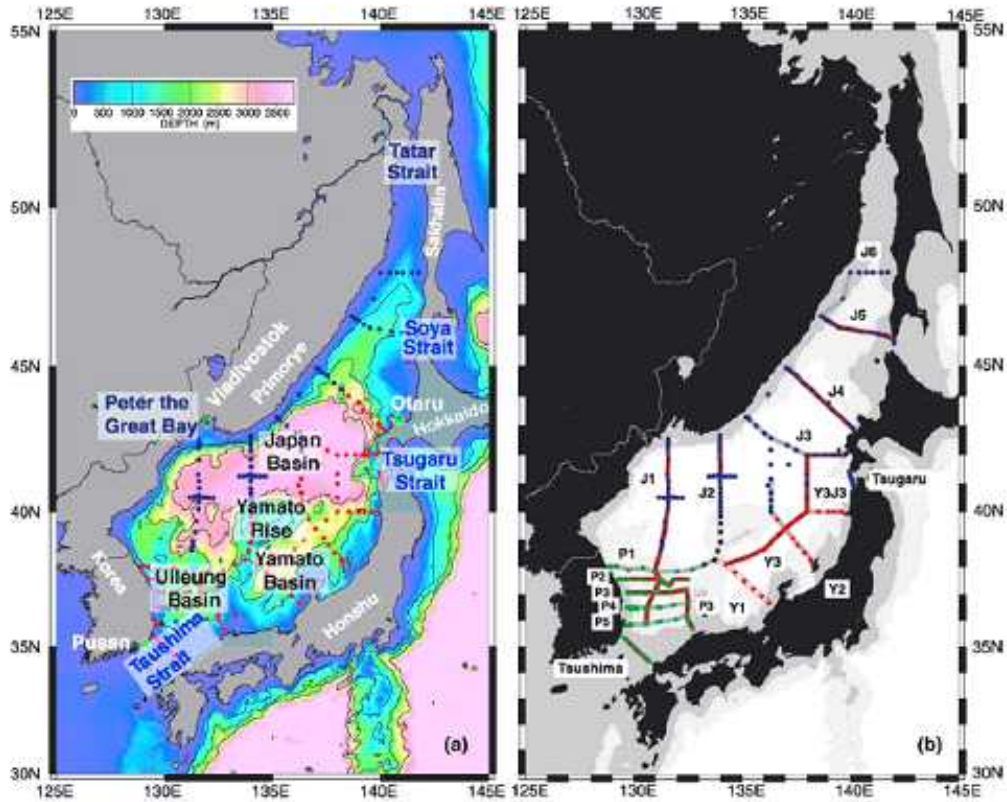 125E 130E 135E 140E 145E
55N
0 500 1000 1500 2000 2500 3000 3500
DEPTH (m)
Tatar
Strait
50N
Sakhalin
Soya
Strait
45N
Vladivostok
Primorye
Peter the
Great Bay
Otaru
Hokkaido
Japan
Basin
Tsugaru
Strait
40N
Yamato
Rise
Yamato
Basin
Korea
Ulleung
Basin
Honshu
35N
Pusan
Tsushima
Strait
(a)
30N
125E 130E 135E 140E 145E
130E 135E 140E 145E
55N
50N
J6
J5
45N
J4
J3
J1
J2
Y3J3
Tsugaru
40N
P1
P2
P3
P4
P5
P3
Y3
Y1
Y2
35N
Tsushima
(b)
30N
130E 135E 140E 145E